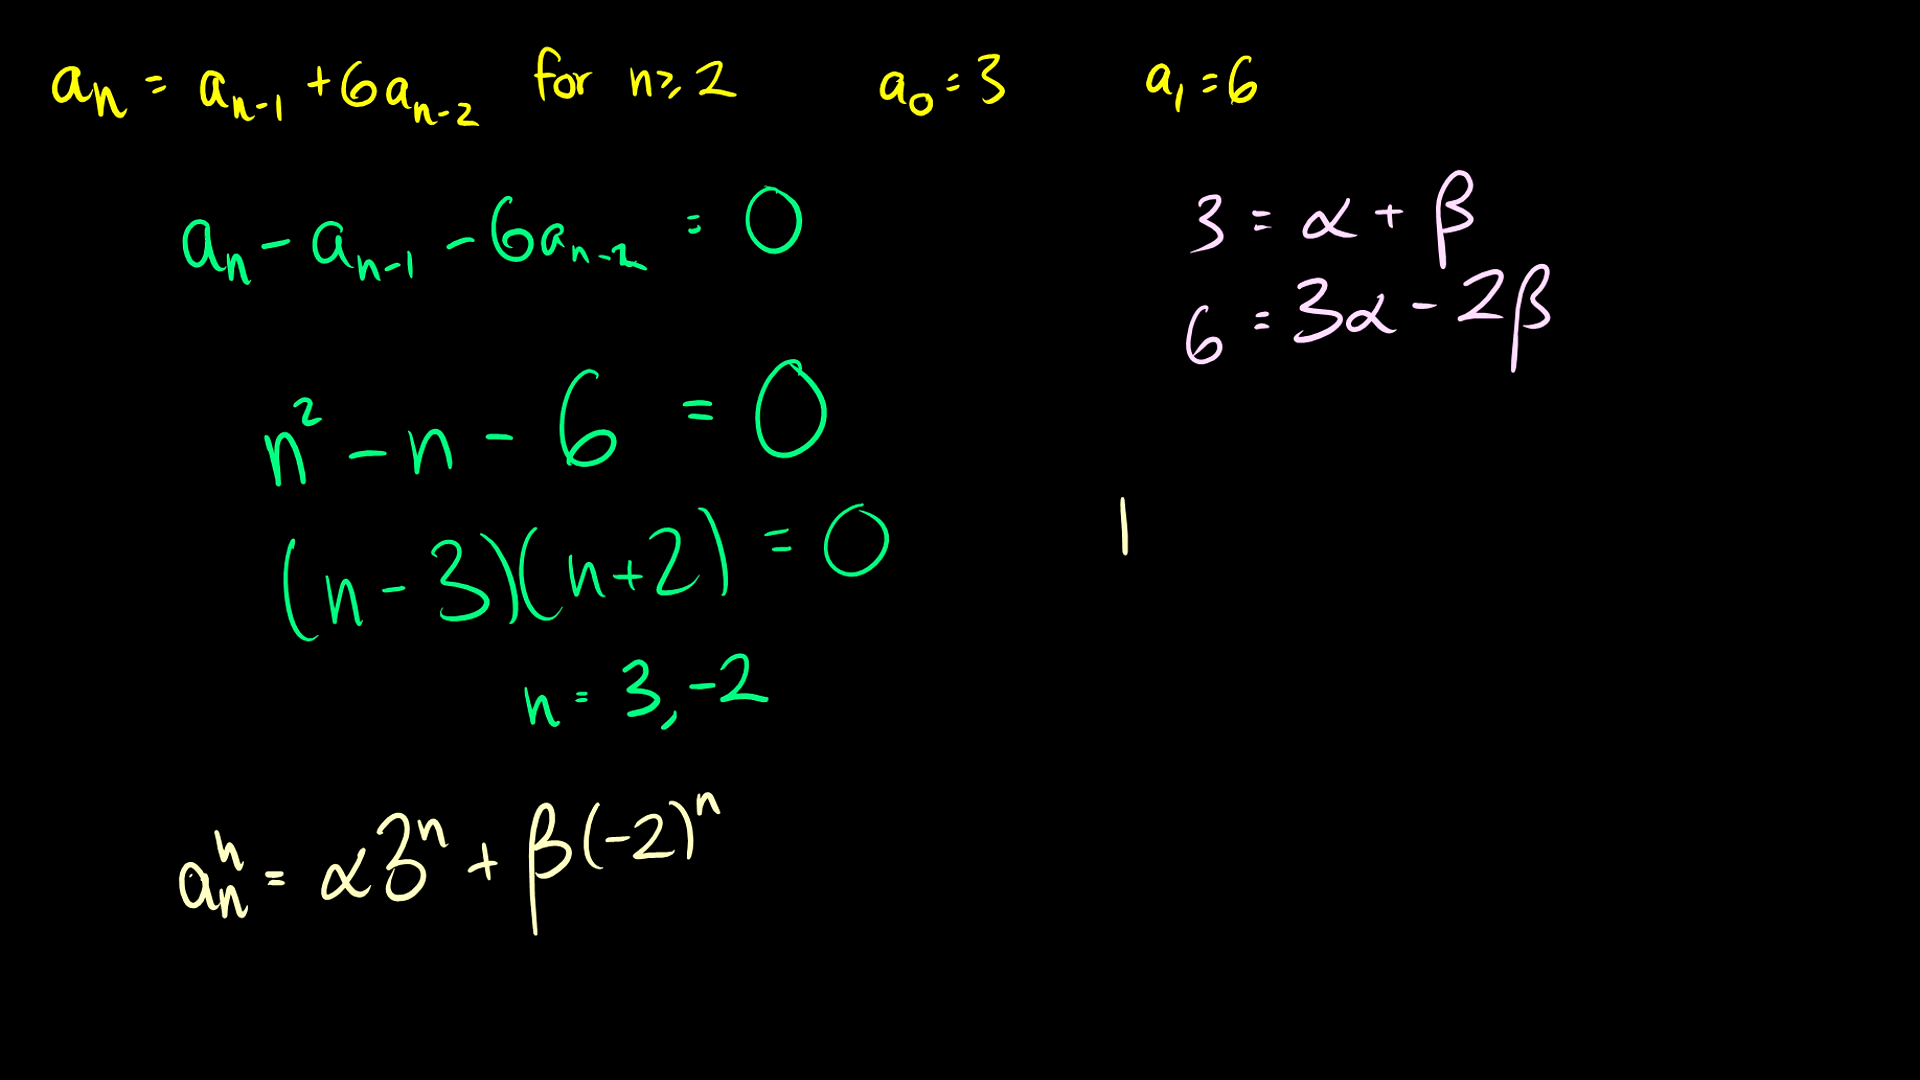 aₙ = aₙ₋₁ + 6aₙ₋₂ for n ≥ 2 a₀ = 3 a₁ = 6
aₙ - aₙ₋₁ - 6aₙ₋₂ = 0
3 = α + β
6 = 3α - 2β
n² - n - 6 = 0
(n - 3)(n + 2) = 0
1
n = 3, -2
aₙʰ = α3ⁿ + β(-2)ⁿ